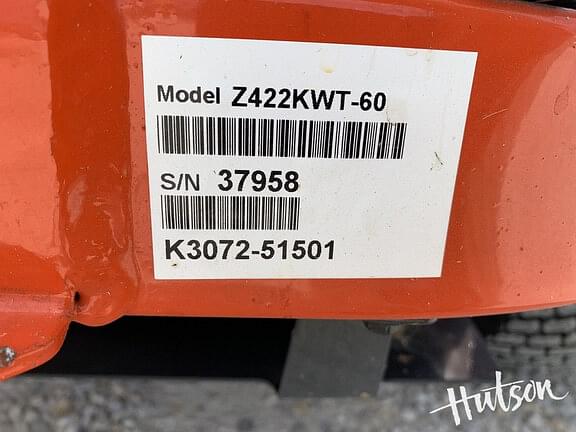 Model Z422KWT-60
S/N 37958
K3072-51501
Hutson